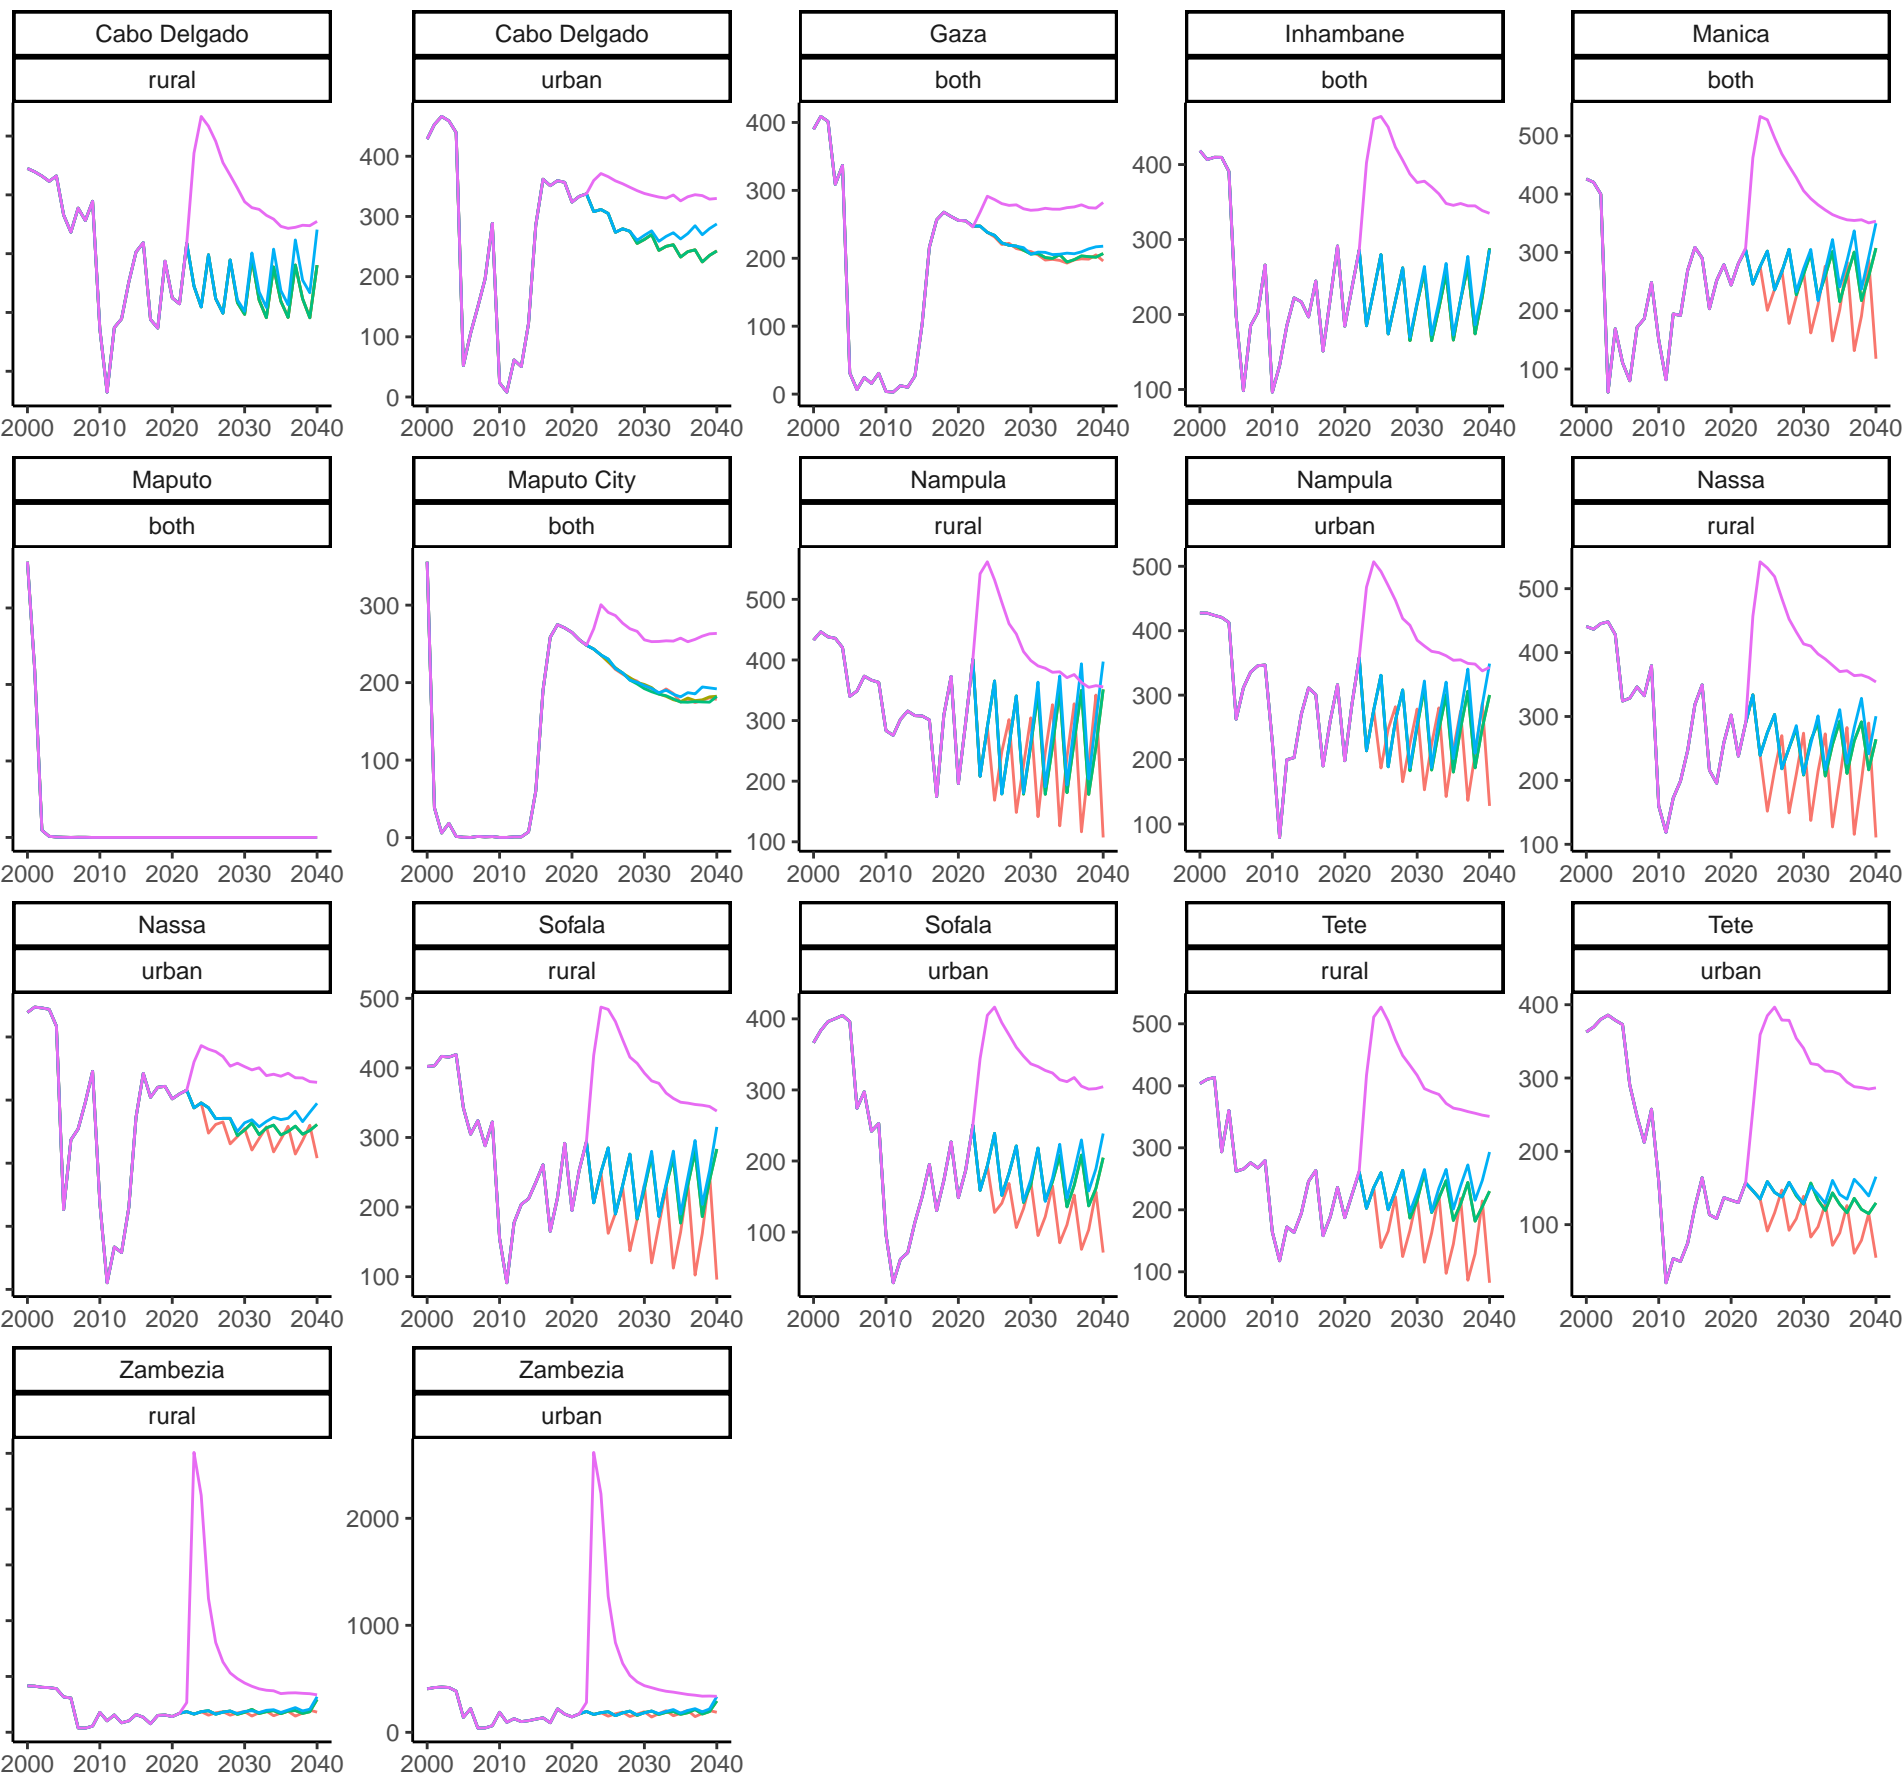 Cabo Delgado Cabo Delgado Gaza Inhambane Manica
rural urban both both both
400 300 200 100 0
400 300 200 100 0
400 300 200 100
500 400 300 200 100
2000 2010 2020 2030 2040 2000 2010 2020 2030 2040 2000 2010 2020 2030 2040 2000 2010 2020 2030 2040 2000 2010 2020 2030 2040
Maputo Maputo City Nampula Nampula Nassa
both both rural urban rural
300 200 100 0
500 400 300 200 100
500 400 300 200 100
500 400 300 200 100
2000 2010 2020 2030 2040 2000 2010 2020 2030 2040 2000 2010 2020 2030 2040 2000 2010 2020 2030 2040 2000 2010 2020 2030 2040
Nassa Sofala Sofala Tete Tete
urban rural urban rural urban
500 400 300 200 100
400 300 200 100
500 400 300 200 100
400 300 200 100
2000 2010 2020 2030 2040 2000 2010 2020 2030 2040 2000 2010 2020 2030 2040 2000 2010 2020 2030 2040 2000 2010 2020 2030 2040
Zambezia Zambezia
rural urban
2000 1000 0
2000 2010 2020 2030 2040 2000 2010 2020 2030 2040